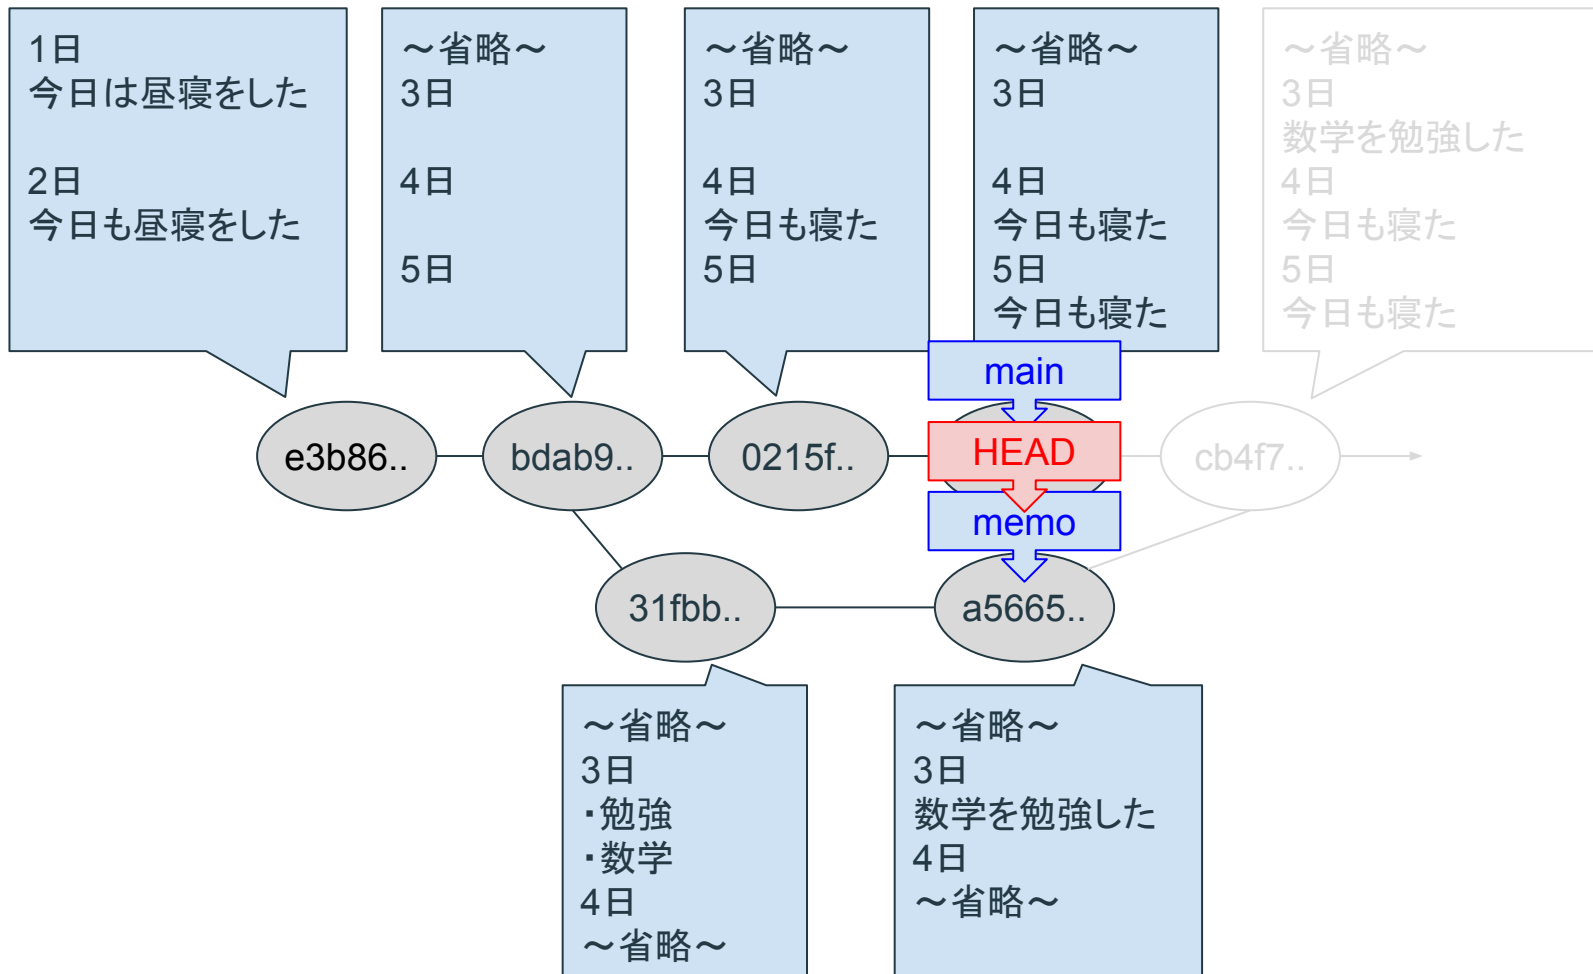 1日
今日は昼寝をした
2日
今日も昼寝をした
～省略～
3日
4日
5日
～省略～
3日
4日
今日も寝た
5日
～省略～
3日
4日
今日も寝た
5日
今日も寝た
～省略～
3日
数学を勉強した
4日
今日も寝た
5日
今日も寝た
main
e3b86..
bdab9..
0215f..
HEAD
cb4f7..
memo
31fbb..
a5665..
～省略～
3日
・勉強
・数学
4日
～省略～
～省略～
3日
数学を勉強した
4日
～省略～